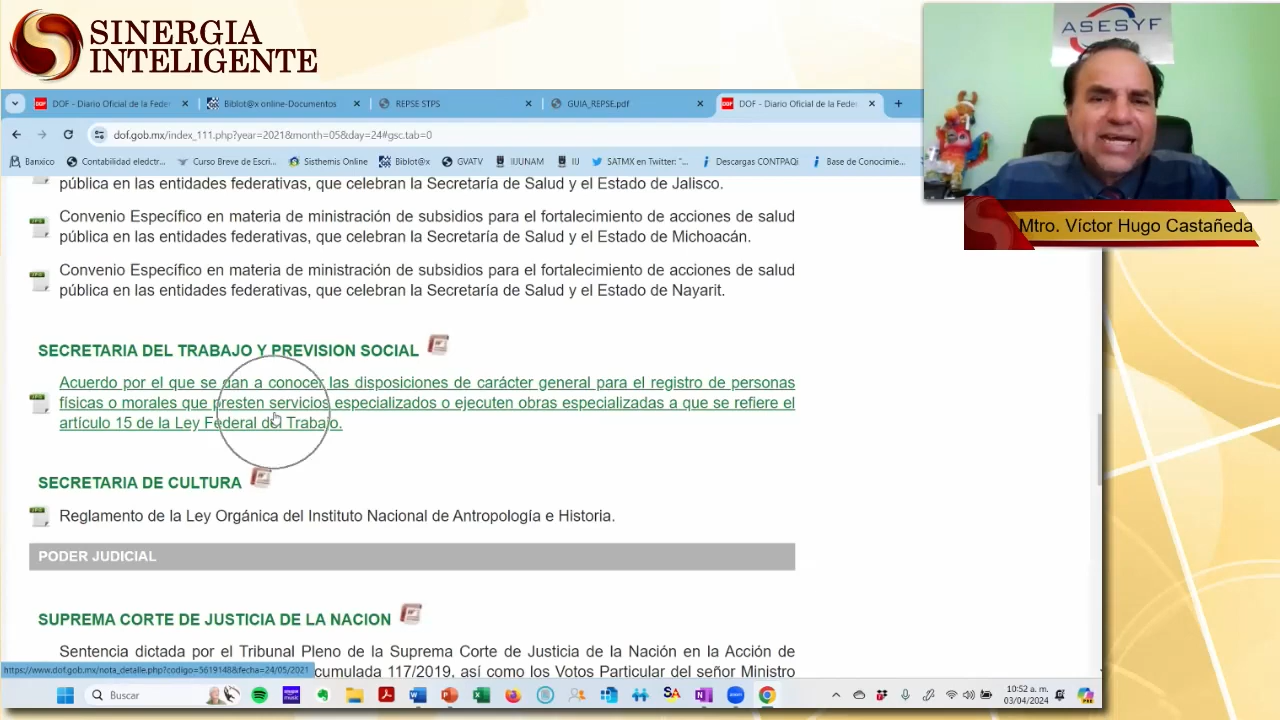 SINERGIA
INTELIGENTE
ASESYF
Mtro. Víctor Hugo Castañeda
DOF - Diario Oficial de la Feder
Biblot@x online-Documentos
REPSE STPS
GUIA_REPSE.pdf
DOF - Diario Oficial de la Feder
dof.gob.mx/index_111.php?year=2021&month=05&day=24#gsc.tab=0
Banxico
Contabilidad eledctr...
Curso Breve de Escri...
Sisthemis Online
Biblot@x
GVATV
IIJUNAM
IIJ
SATMX en Twitter: "...
Descargas CONTPAQi
Base de Conocimie...
pública en las entidades federativas, que celebran la Secretaría de Salud y el Estado de Jalisco.
Convenio Específico en materia de ministración de subsidios para el fortalecimiento de acciones de salud
pública en las entidades federativas, que celebran la Secretaría de Salud y el Estado de Michoacán.
Convenio Específico en materia de ministración de subsidios para el fortalecimiento de acciones de salud
pública en las entidades federativas, que celebran la Secretaría de Salud y el Estado de Nayarit.
SECRETARIA DEL TRABAJO Y PREVISION SOCIAL
Acuerdo por el que se dan a conocer las disposiciones de carácter general para el registro de personas
físicas o morales que presten servicios especializados o ejecuten obras especializadas a que se refiere el
artículo 15 de la Ley Federal del Trabajo.
SECRETARIA DE CULTURA
Reglamento de la Ley Orgánica del Instituto Nacional de Antropología e Historia.
PODER JUDICIAL
SUPREMA CORTE DE JUSTICIA DE LA NACION
Sentencia dictada por el Tribunal Pleno de la Suprema Corte de Justicia de la Nación en la Acción de
https://www.dof.gob.mx/nota_detalle.php?codigo=5619148&fecha=24/05/2021
cumulada 117/2019, así como los Votos Particular del señor Ministro
Buscar
10:52 a. m.
03/04/2024